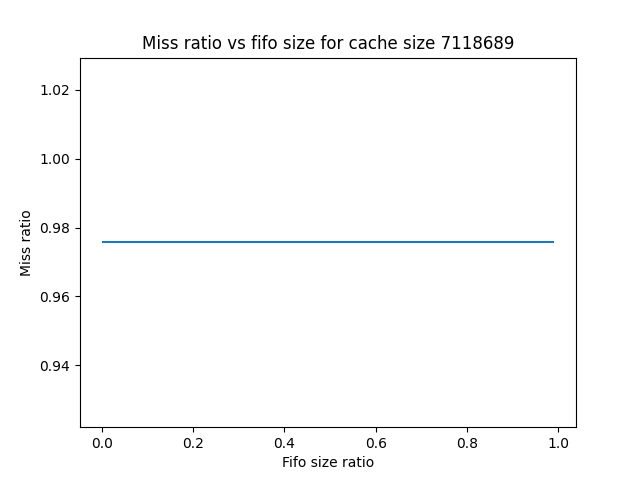 Miss ratio vs fifo size for cache size 7118689
1.02
1.00
0.98
0.96
0.94
Miss ratio
0.0 0.2 0.4 0.6 0.8 1.0
Fifo size ratio